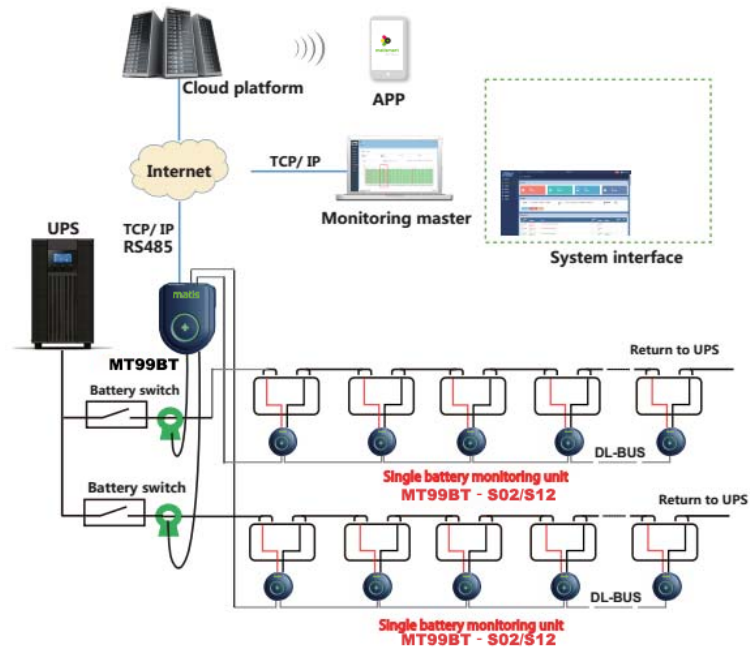 Cloud platform
APP
Internet
TCP/ IP
Monitoring master
System interface
UPS
TCP/ IP
RS485
matis
MT99BT
Return to UPS
Battery switch
DL-BUS
Single battery monitoring unit
MT99BT - S02/S12
Battery switch
Return to UPS
DL-BUS
Single battery monitoring unit
MT99BT - S02/S12